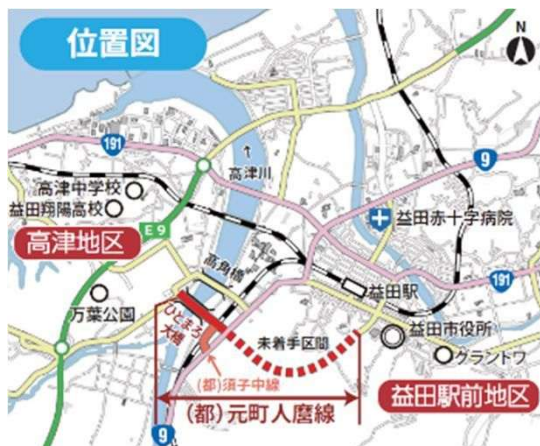 位置図
N
191
9
高津川
高津中学校
益田翔陽高校
E9
高津地区
益田赤十字病院
高角橋
益田駅
191
万葉公園
ひとまろ
大橋
未着手区間
益田市役所
グラントワ
(都)須子中線
益田駅前地区
(都)元町人麿線
9